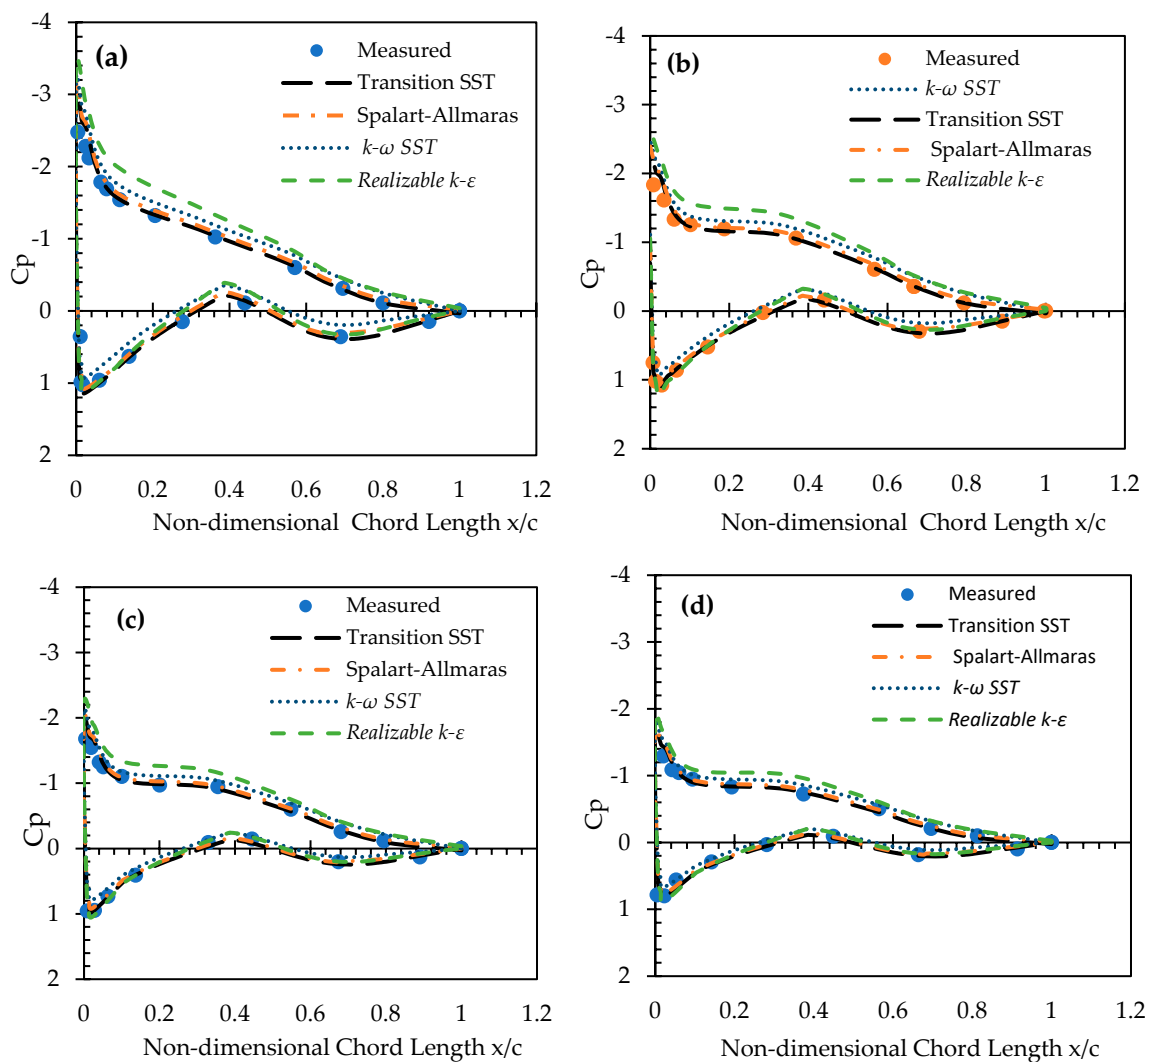 (a)
Measured
Transition SST
Spalart-Allmaras
k-ω SST
Realizable k-ε
-4
-3
-2
-1
0
1
2
Cp
0 0.2 0.4 0.6 0.8 1 1.2
Non-dimensional Chord Length x/c
(b)
Measured
k-ω SST
Transition SST
Spalart-Allmaras
Realizable k-ε
-4
-3
-2
-1
0
1
2
Cp
0 0.2 0.4 0.6 0.8 1 1.2
Non-dimensional Chord Length x/c
(c)
Measured
Transition SST
Spalart-Allmaras
k-ω SST
Realizable k-ε
-4
-3
-2
-1
0
1
2
Cp
0 0.2 0.4 0.6 0.8 1 1.2
Non-dimensional Chord Length x/c
(d)
Measured
Transition SST
Spalart-Allmaras
k-ω SST
Realizable k-ε
-4
-3
-2
-1
0
1
2
Cp
0 0.2 0.4 0.6 0.8 1 1.2
Non-dimensional Chord Length x/c